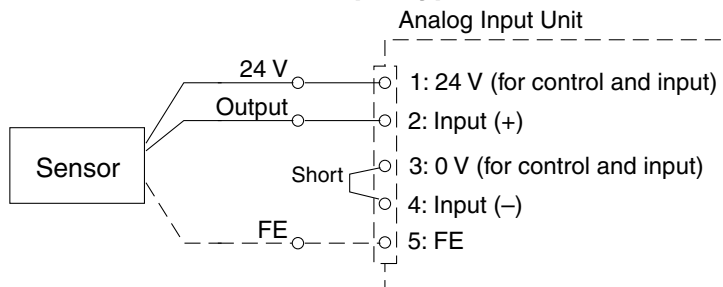 Analog Input Unit
24 V
1: 24 V (for control and input)
Output
2: Input (+)
Sensor
Short
3: 0 V (for control and input)
4: Input (–)
FE
5: FE